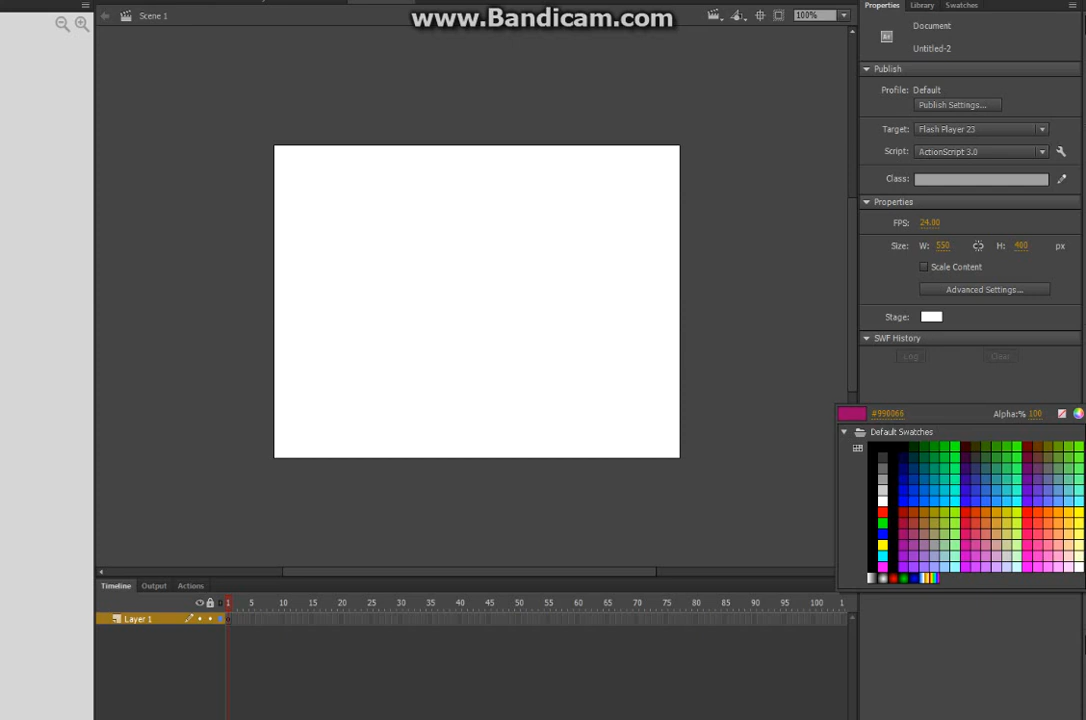 www.Bandicam.com
Scene 1
100%
Properties Library Swatches
Document
Untitled-2
Publish
Profile: Default
Publish Settings...
Target: Flash Player 23
Script: ActionScript 3.0
Class:
Properties
FPS: 24.00
Size: W: 550 H: 400 px
Scale Content
Advanced Settings...
Stage:
SWF History
Log Clear
#990066 Alpha:% 100
Default Swatches
Timeline Output Actions
1 5 10 15 20 25 30 35 40 45 50 55 60 65 70 75 80 85 90 95 100 1
Layer 1